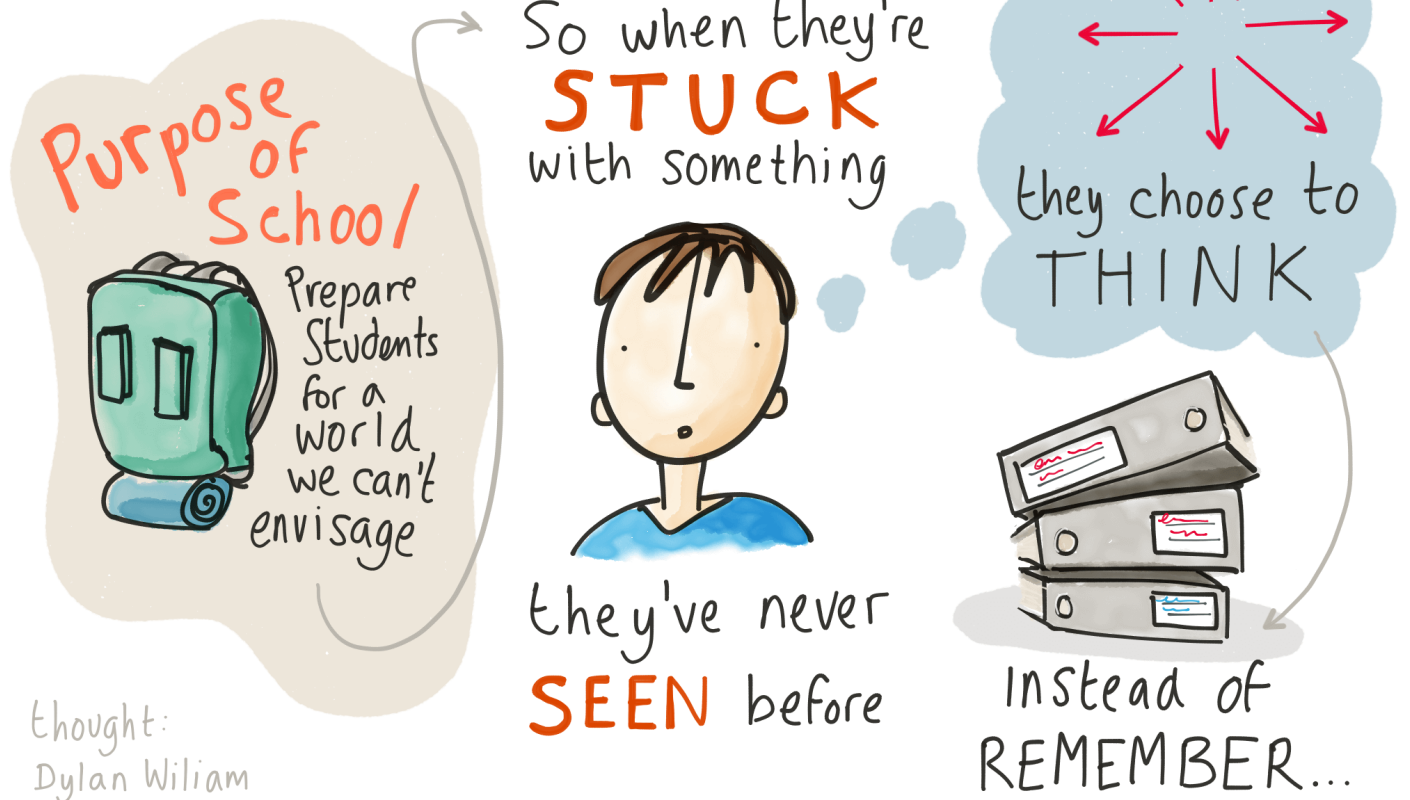 Purpose
of
School
Prepare
Students
for a
world
we can't
envisage
So when they're
STUCK
with something
they've never
SEEN before
they choose to
THINK
instead of
REMEMBER...
thought:
Dylan Wiliam